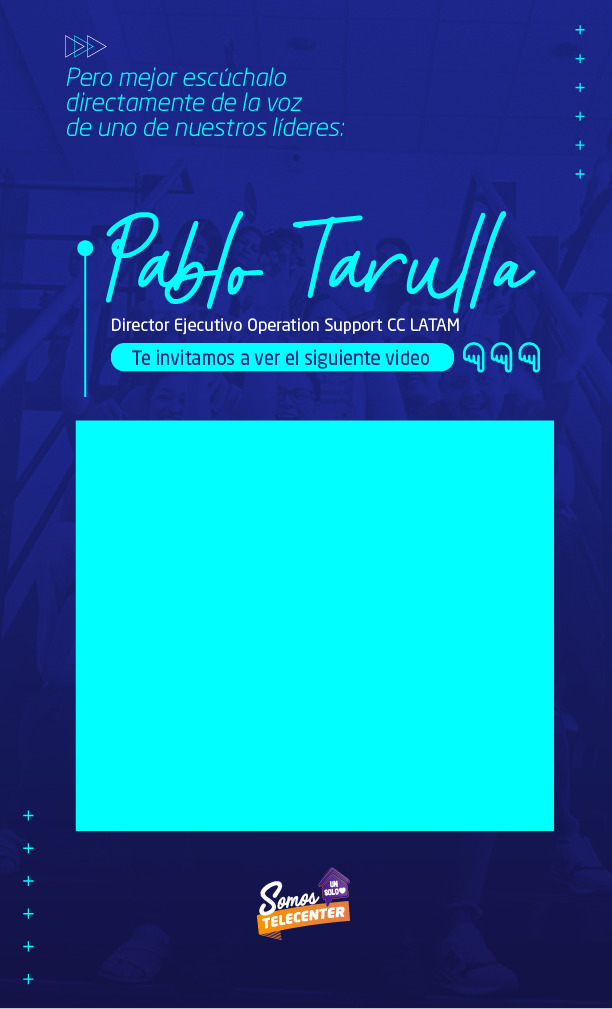 Pero mejor escúchalo
directamente de la voz
de uno de nuestros líderes:
Pablo Tarulla
Director Ejecutivo Operation Support CC LATAM
Te invitamos a ver el siguiente video
UN
SOLO
Somos
TELECENTER